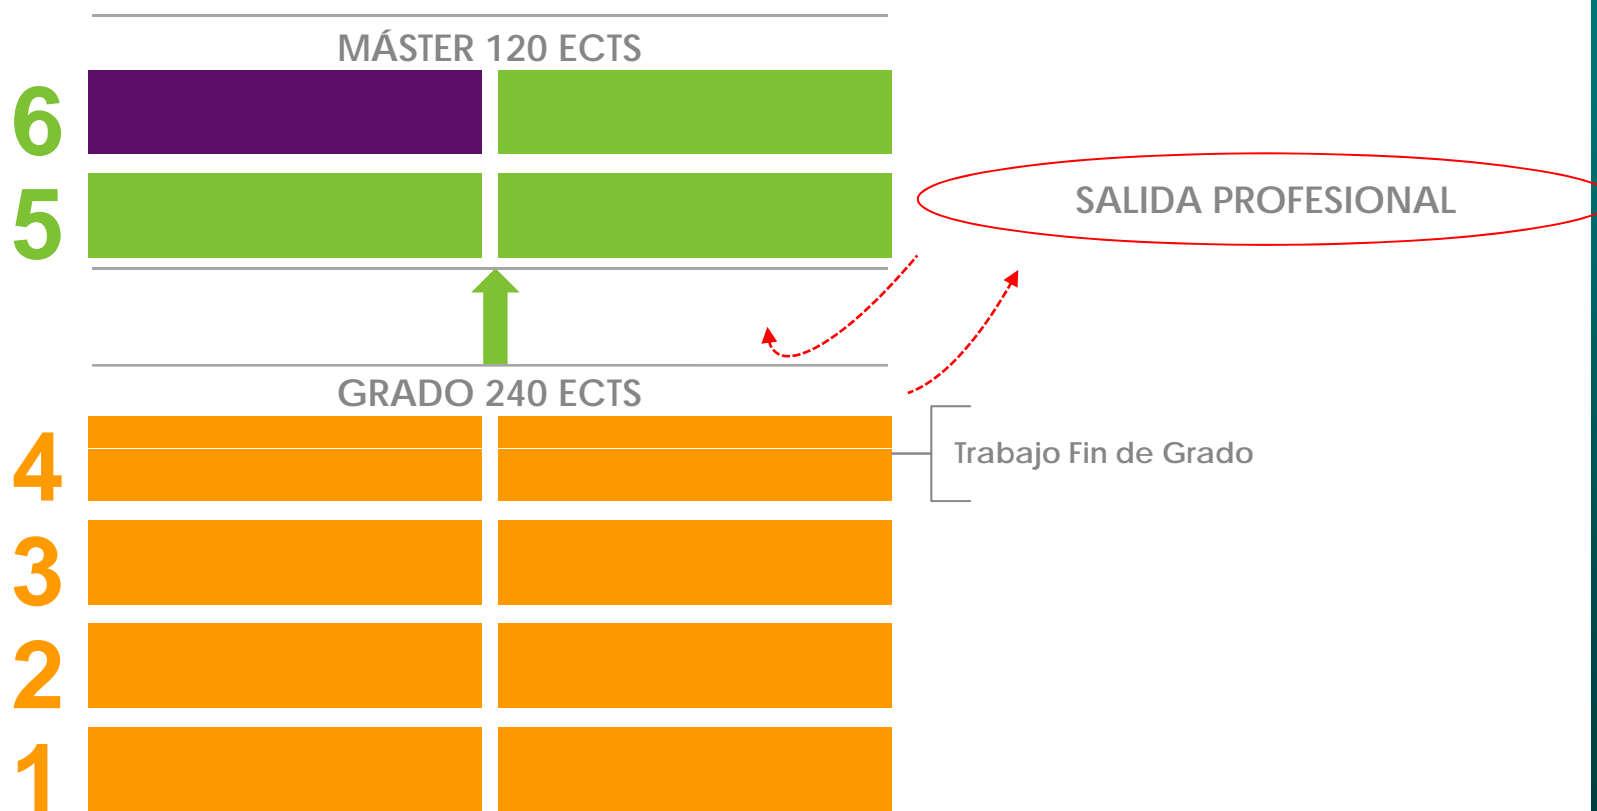 MÁSTER 120 ECTS
6
5
SALIDA PROFESIONAL
GRADO 240 ECTS
4
Trabajo Fin de Grado
3
2
1